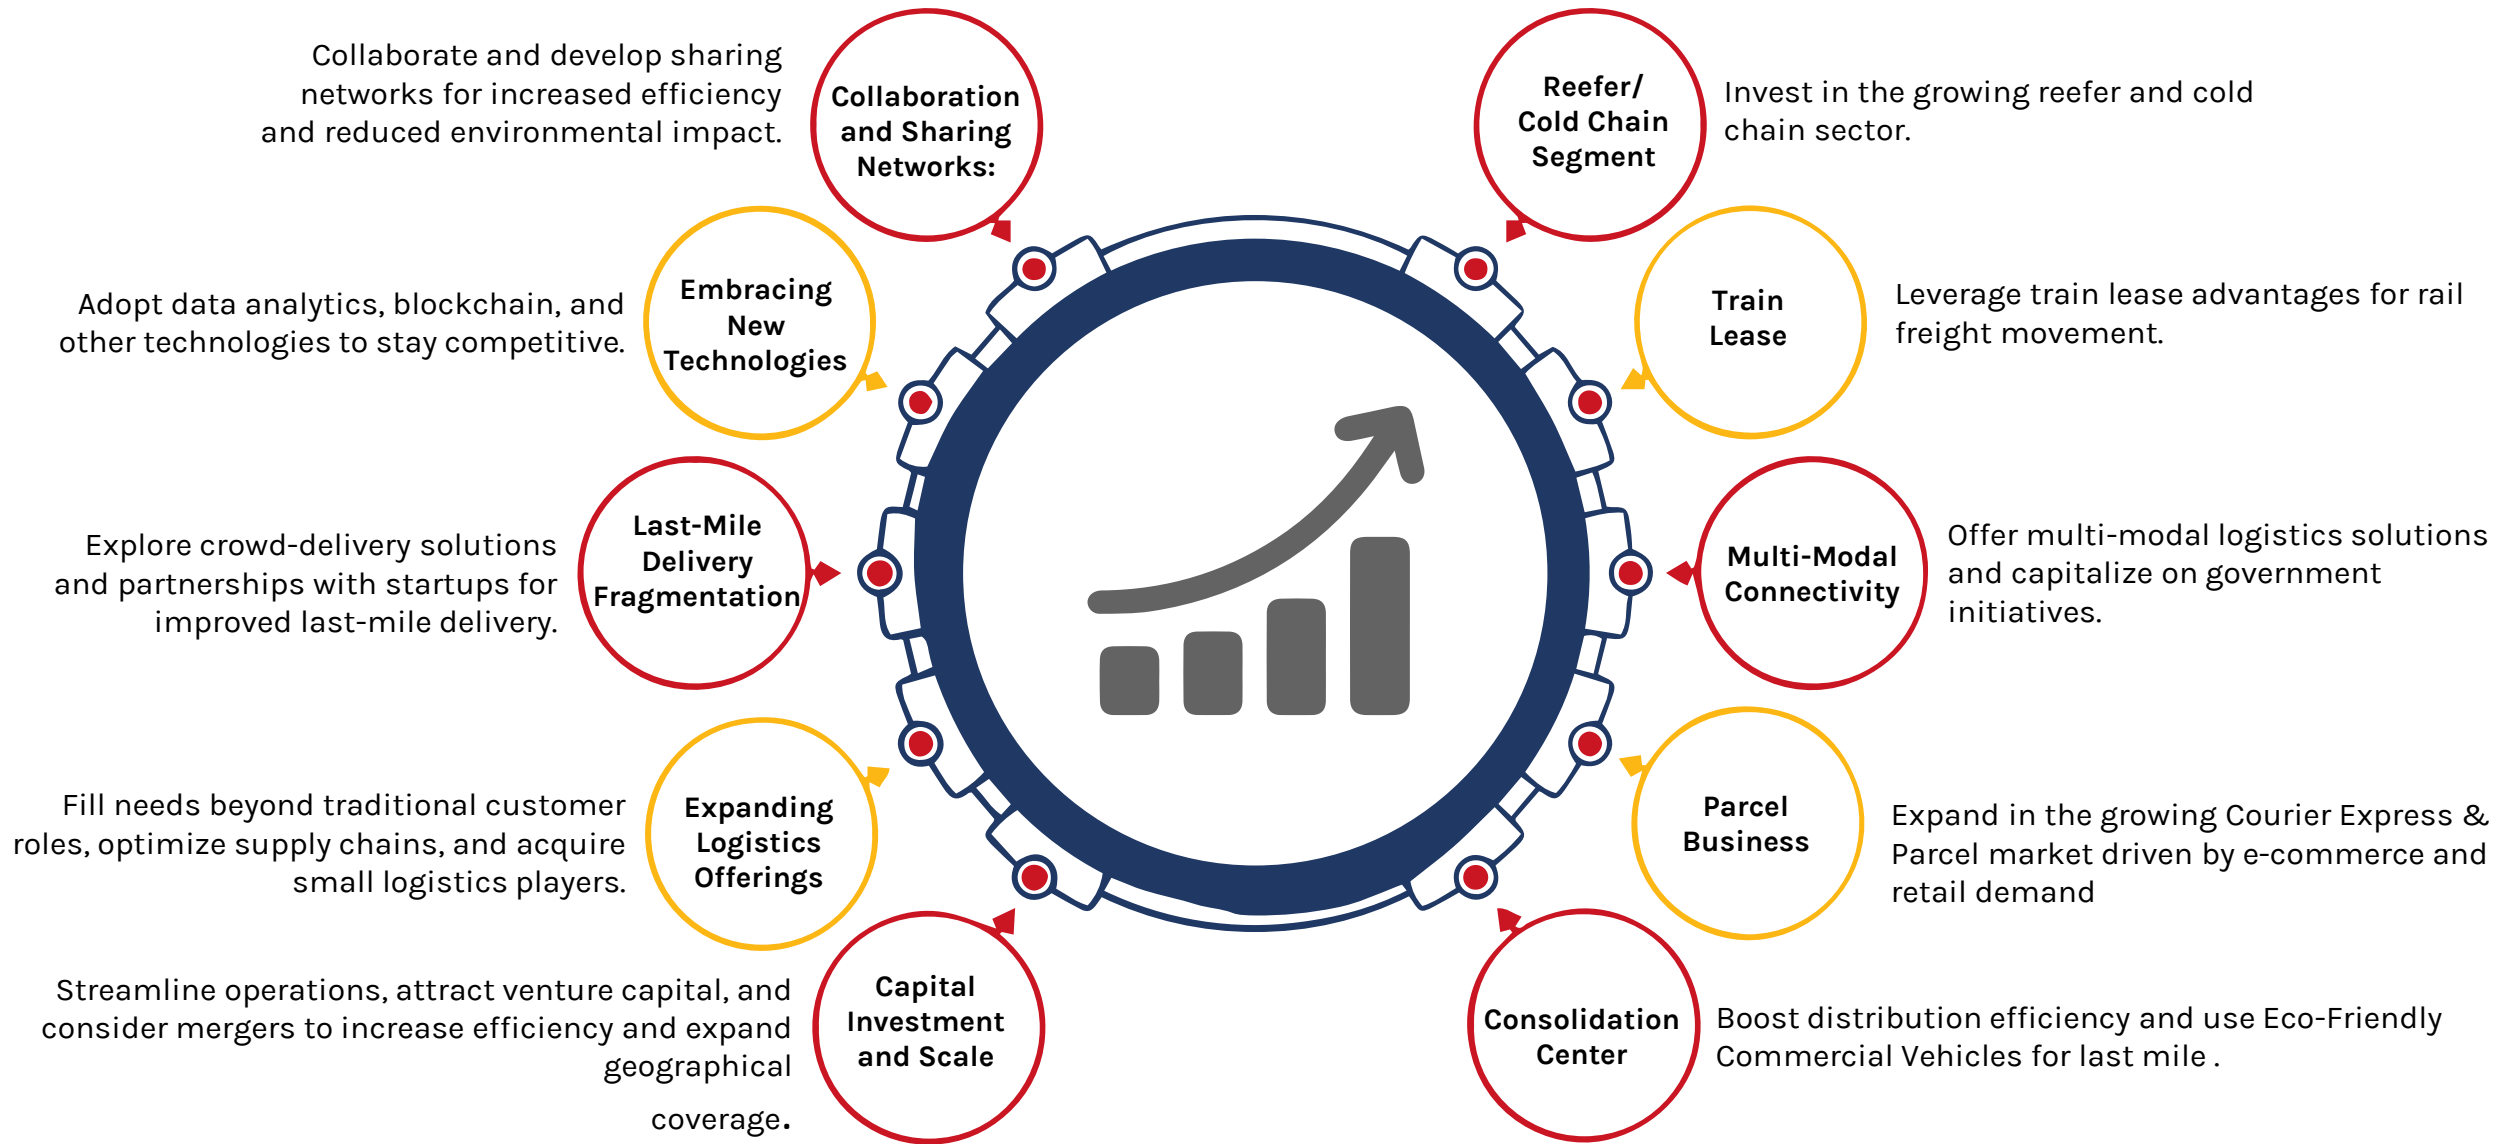 Collaborate and develop sharing
networks for increased efficiency
and reduced environmental impact.
Collaboration
and Sharing
Networks:
Adopt data analytics, blockchain, and
other technologies to stay competitive.
Embracing
New
Technologies
Explore crowd-delivery solutions
and partnerships with startups for
improved last-mile delivery.
Last-Mile
Delivery
Fragmentation
Fill needs beyond traditional customer
roles, optimize supply chains, and acquire
small logistics players.
Expanding
Logistics
Offerings
Streamline operations, attract venture capital, and
consider mergers to increase efficiency and expand
geographical
coverage.
Capital
Investment
and Scale
Reefer/
Cold Chain
Segment
Invest in the growing reefer and cold
chain sector.
Train
Lease
Leverage train lease advantages for rail
freight movement.
Multi-Modal
Connectivity
Offer multi-modal logistics solutions
and capitalize on government
initiatives.
Parcel
Business
Expand in the growing Courier Express &
Parcel market driven by e-commerce and
retail demand
Consolidation
Center
Boost distribution efficiency and use Eco-Friendly
Commercial Vehicles for last mile .